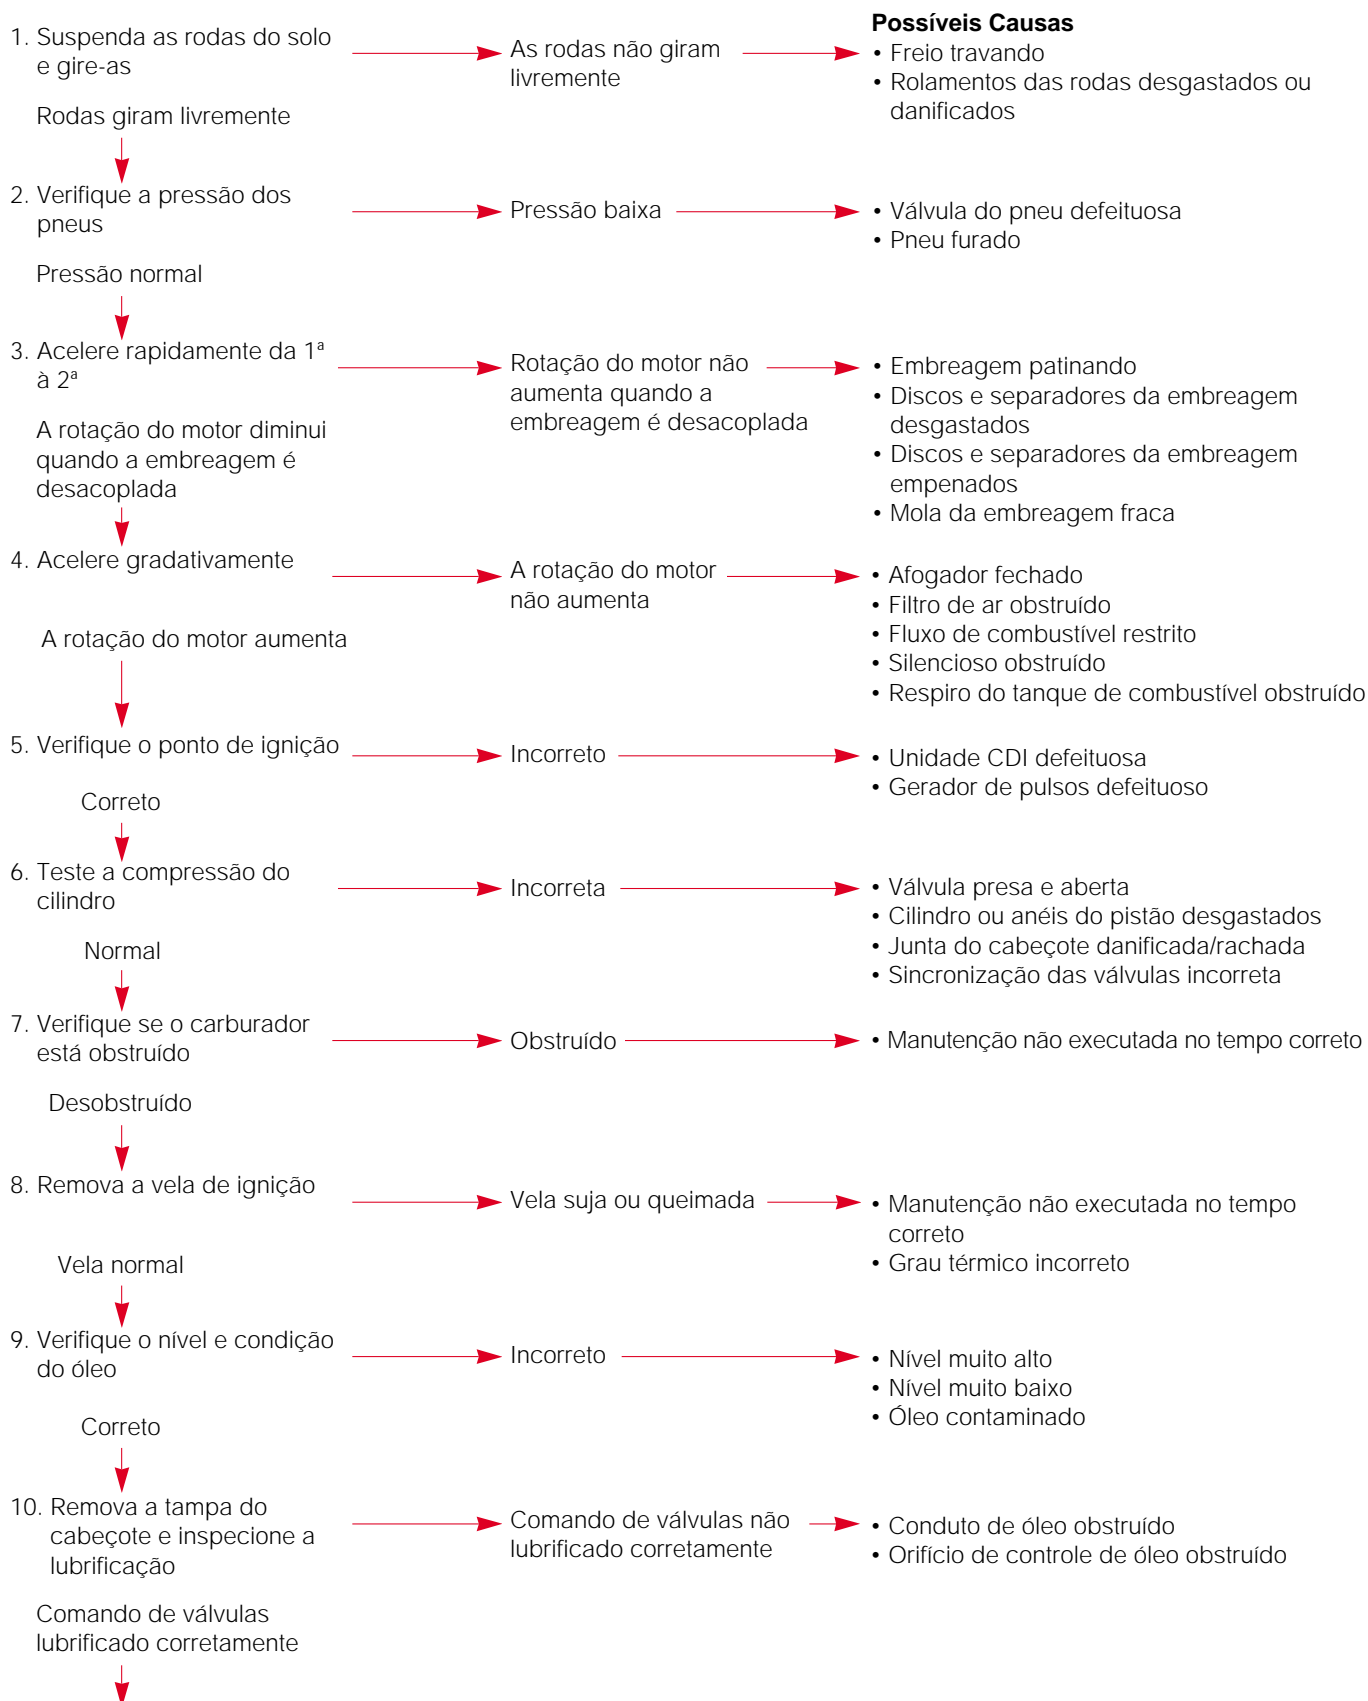 Possíveis Causas
1. Suspenda as rodas do solo
e gire-as
As rodas não giram
livremente
• Freio travando
• Rolamentos das rodas desgastados ou
danificados
Rodas giram livremente
2. Verifique a pressão dos
pneus
Pressão baixa
• Válvula do pneu defeituosa
• Pneu furado
Pressão normal
3. Acelere rapidamente da 1ª
à 2ª
Rotação do motor não
aumenta quando a
embreagem é desacoplada
• Embreagem patinando
• Discos e separadores da embreagem
desgastados
• Discos e separadores da embreagem
empenados
• Mola da embreagem fraca
A rotação do motor diminui
quando a embreagem é
desacoplada
4. Acelere gradativamente
A rotação do motor
não aumenta
• Afogador fechado
• Filtro de ar obstruído
• Fluxo de combustível restrito
• Silencioso obstruído
• Respiro do tanque de combustível obstruído
A rotação do motor aumenta
5. Verifique o ponto de ignição
Incorreto
• Unidade CDI defeituosa
• Gerador de pulsos defeituoso
Correto
6. Teste a compressão do
cilindro
Incorreta
• Válvula presa e aberta
• Cilindro ou anéis do pistão desgastados
• Junta do cabeçote danificada/rachada
• Sincronização das válvulas incorreta
Normal
7. Verifique se o carburador
está obstruído
Obstruído
• Manutenção não executada no tempo correto
Desobstruído
8. Remova a vela de ignição
Vela suja ou queimada
• Manutenção não executada no tempo
correto
• Grau térmico incorreto
Vela normal
9. Verifique o nível e condição
do óleo
Incorreto
• Nível muito alto
• Nível muito baixo
• Óleo contaminado
Correto
10. Remova a tampa do
cabeçote e inspecione a
lubrificação
Comando de válvulas não
lubrificado corretamente
• Conduto de óleo obstruído
• Orifício de controle de óleo obstruído
Comando de válvulas
lubrificado corretamente